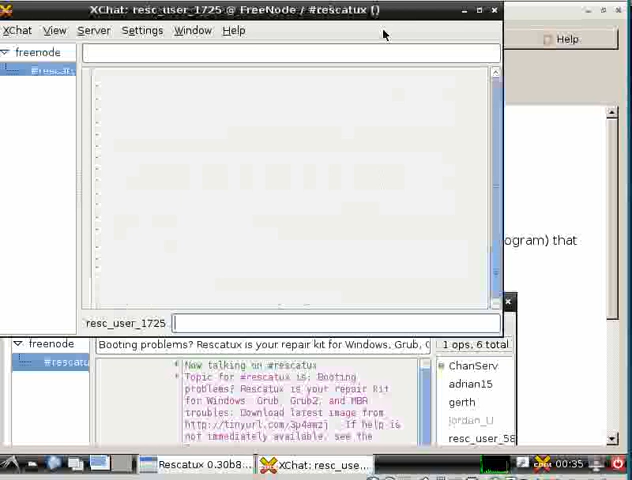 XChat: resc_user_1725 @ FreeNode / #rescatux ()
XChat View Server Settings Window Help
Help
freenode
ogram) that
resc_user_1725
freenode
Booting problems? Rescatux is your repair kit for Windows, Grub,
1 ops, 6 total
#rescatu
Now talking on #rescatux
ChanServ
* Topic for #rescatux is: Booting
problems? Rescatux is your repair kit
adnan15
for Windows, Grub, Grub2, and MBR
gerth
troubles: Download latest image from
http://tinyurl.com/3p4awzj If help is
jordan_U
not immediately available, see the
resc_user_58
Rescatux 0.30b8...
XChat: resc_use...
00:35